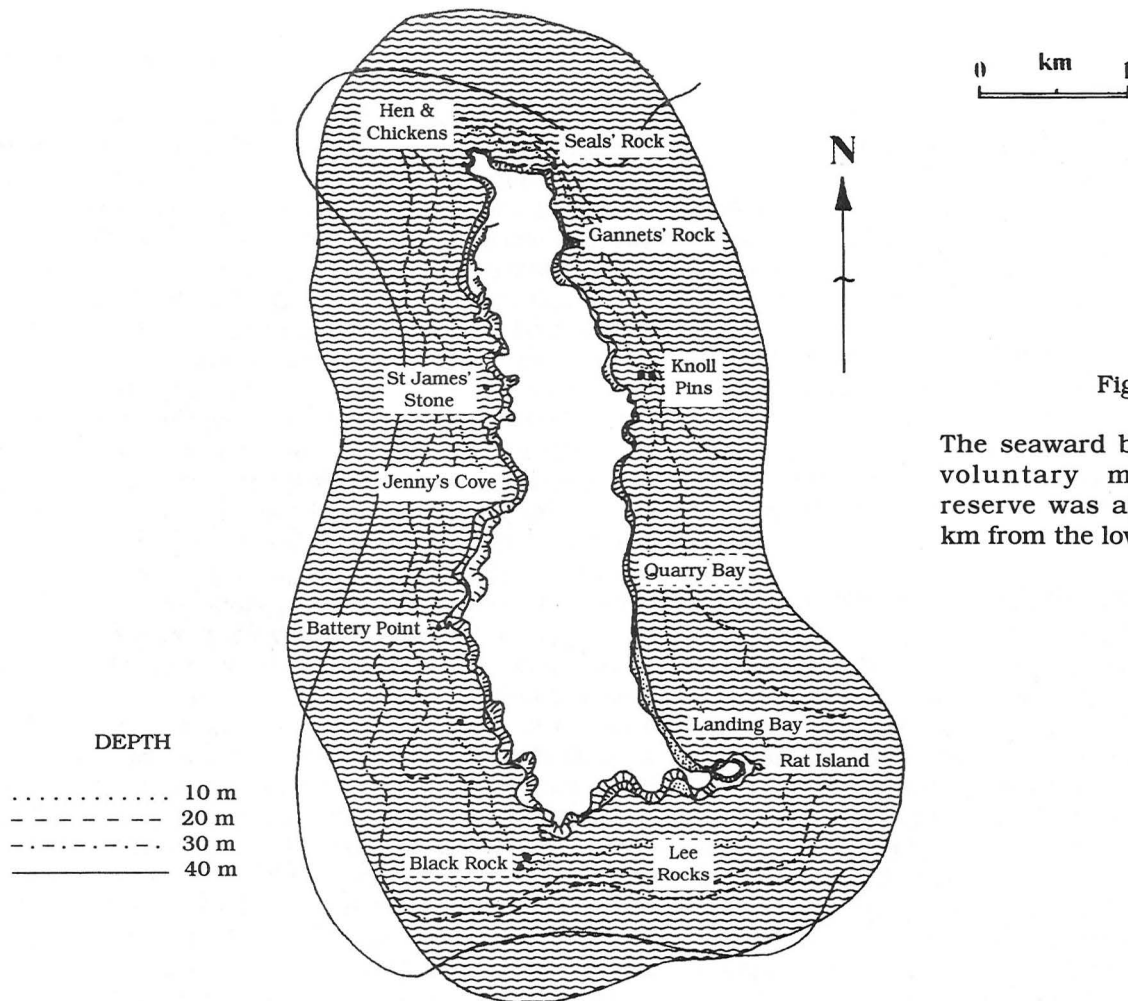 0 km
N
Hen &
Chickens
Seals' Rock
Gannets' Rock
St James'
Stone
Knoll
Pins
Fig
The seaward b
voluntary m
reserve was a
km from the lov
Jenny's Cove
Quarry Bay
Battery Point
Landing Bay
Rat Island
DEPTH
10 m
20 m
30 m
40 m
Black Rock
Lee
Rocks